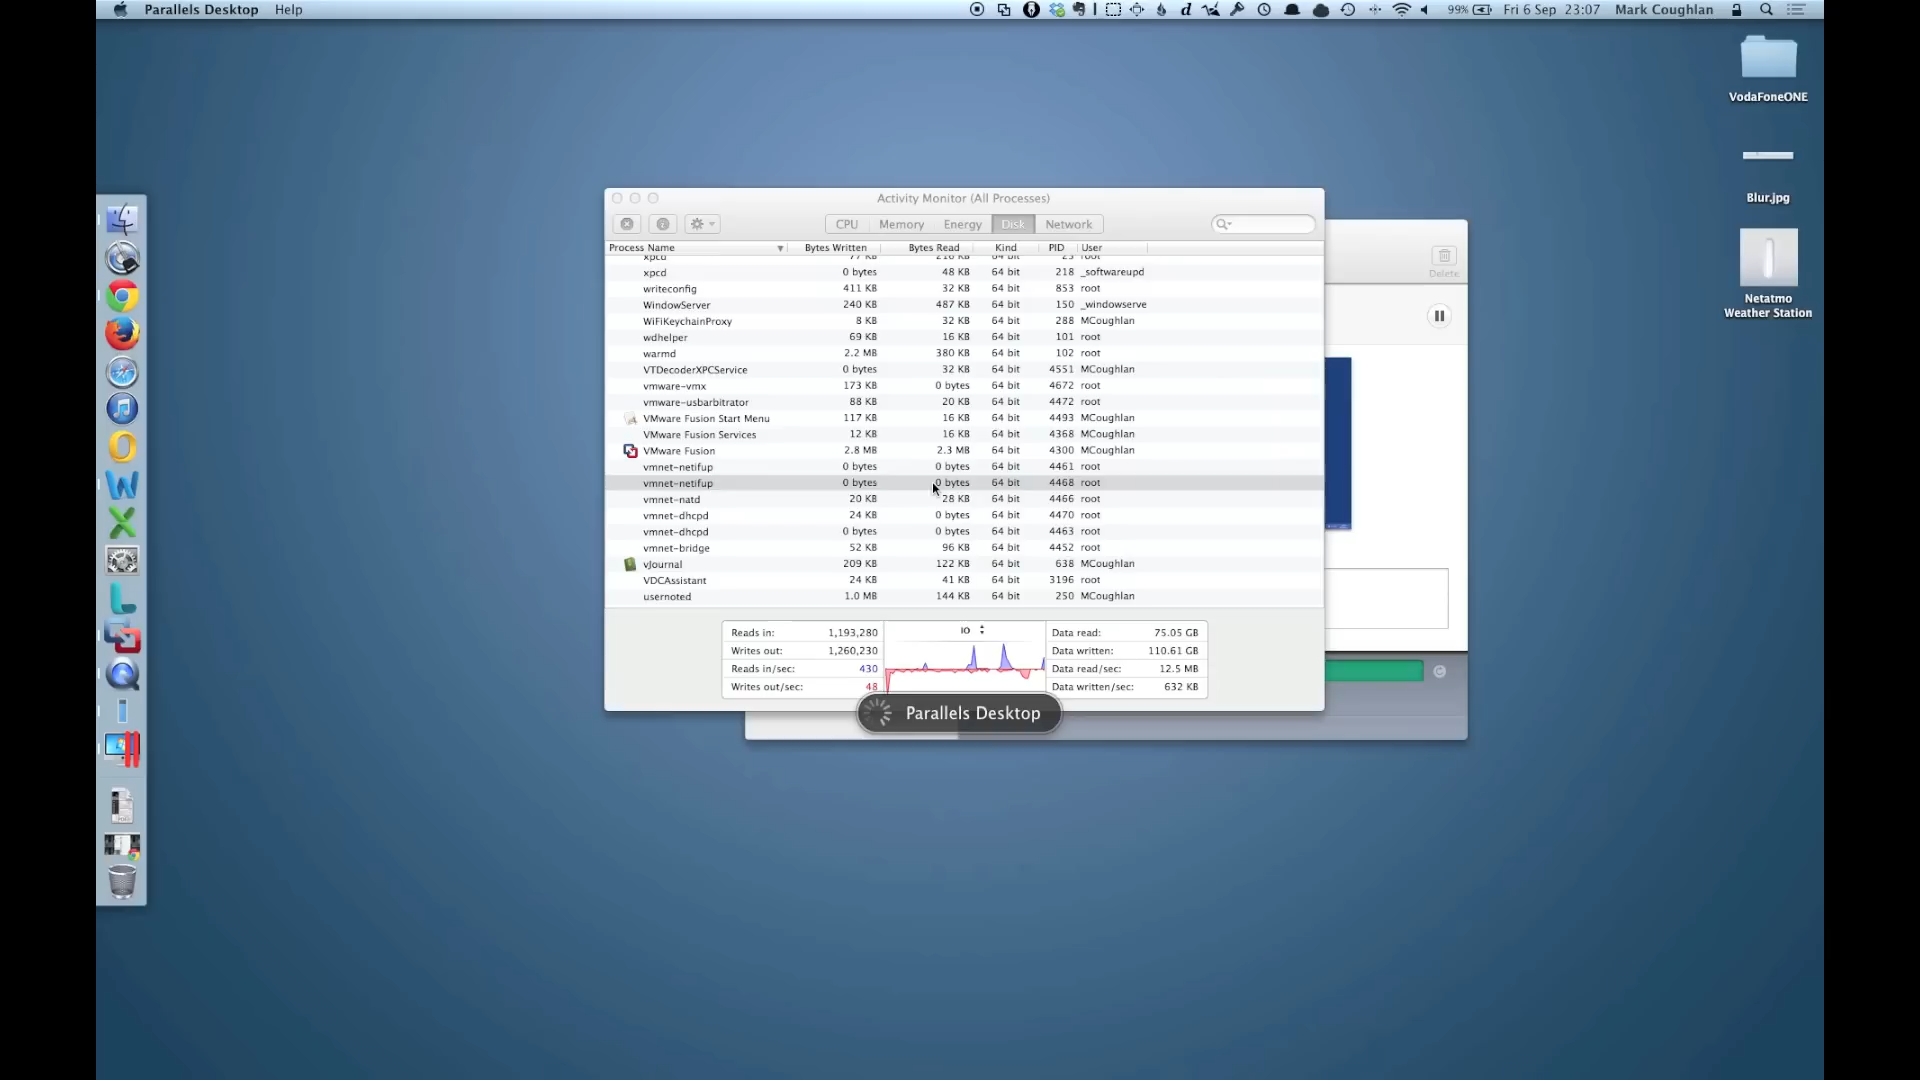 Parallels Desktop Help 99% Fri 6 Sep 23:07 Mark Coughlan
VodaFoneONE
Blur.jpg
Netatmo
Weather Station
Activity Monitor (All Processes)
CPU Memory Energy Disk Network
Process Name Bytes Written Bytes Read Kind PID User
xpcd 77 KB 216 KB 64 bit 23 root
xpcd 0 bytes 48 KB 64 bit 218 _softwareupd
writeconfig 411 KB 32 KB 64 bit 853 root
WindowServer 240 KB 487 KB 64 bit 150 _windowserve
WiFiKeychainProxy 8 KB 32 KB 64 bit 288 MCoughlan
wdhelper 69 KB 16 KB 64 bit 101 root
warmd 2.2 MB 380 KB 64 bit 102 root
VTDecoderXPCService 0 bytes 32 KB 64 bit 4551 MCoughlan
vmware-vmx 173 KB 0 bytes 64 bit 4672 root
vmware-usbarbitrator 88 KB 20 KB 64 bit 4472 root
VMware Fusion Start Menu 117 KB 16 KB 64 bit 4493 MCoughlan
VMware Fusion Services 12 KB 16 KB 64 bit 4368 MCoughlan
VMware Fusion 2.8 MB 2.3 MB 64 bit 4300 MCoughlan
vmnet-netifup 0 bytes 0 bytes 64 bit 4461 root
vmnet-netifup 0 bytes 0 bytes 64 bit 4468 root
vmnet-natd 20 KB 28 KB 64 bit 4466 root
vmnet-dhcpd 24 KB 0 bytes 64 bit 4470 root
vmnet-dhcpd 0 bytes 0 bytes 64 bit 4463 root
vmnet-bridge 52 KB 96 KB 64 bit 4452 root
vJournal 209 KB 122 KB 64 bit 638 MCoughlan
VDCAssistant 24 KB 41 KB 64 bit 3196 root
usernoted 1.0 MB 144 KB 64 bit 250 MCoughlan
Reads in: 1,193,280 IO Data read: 75.05 GB
Writes out: 1,260,230 Data written: 110.61 GB
Reads in/sec: 430 Data read/sec: 12.5 MB
Writes out/sec: 48 Data written/sec: 632 KB
Parallels Desktop
Delete